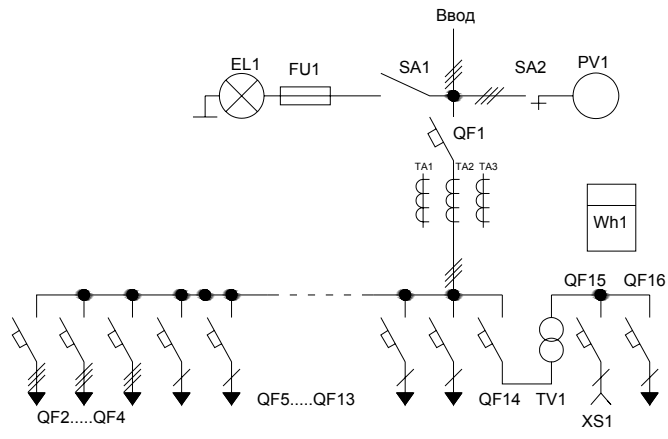 Ввод
EL1
FU1
SA1
SA2
PV1
QF1
TA1
TA2
TA3
Wh1
QF15
QF16
QF2.....QF4
QF5.....QF13
QF14
TV1
XS1